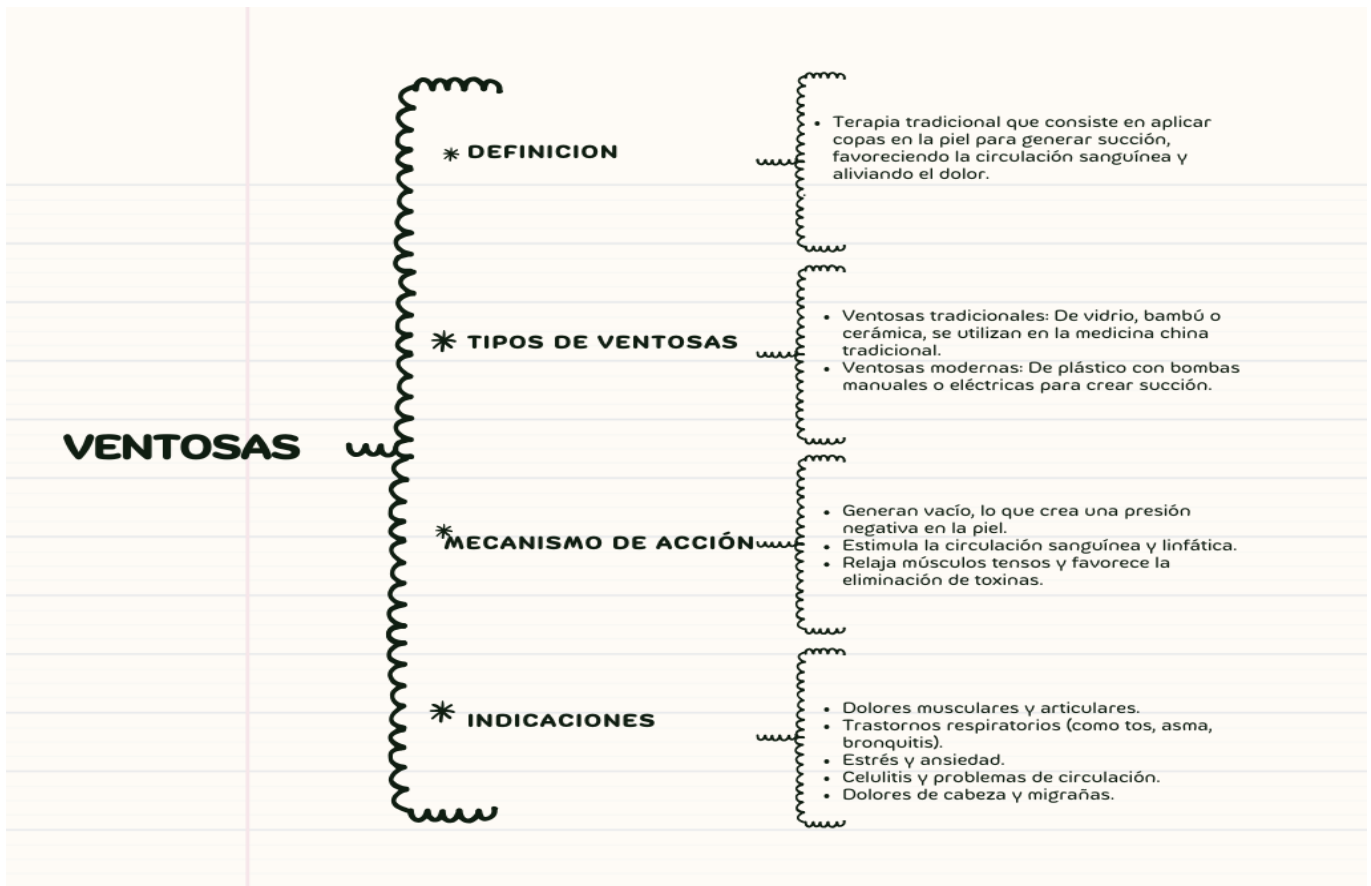 VENTOSAS
* DEFINICION
• Terapia tradicional que consiste en aplicar
copas en la piel para generar succión,
favoreciendo la circulación sanguínea y
aliviando el dolor.
* TIPOS DE VENTOSAS
• Ventosas tradicionales: De vidrio, bambú o
cerámica, se utilizan en la medicina china
tradicional.
• Ventosas modernas: De plástico con bombas
manuales o eléctricas para crear succión.
* MECANISMO DE ACCIÓN
• Generan vacío, lo que crea una presión
negativa en la piel.
• Estimula la circulación sanguínea y linfática.
• Relaja músculos tensos y favorece la
eliminación de toxinas.
* INDICACIONES
• Dolores musculares y articulares.
• Trastornos respiratorios (como tos, asma,
bronquitis).
• Estrés y ansiedad.
• Celulitis y problemas de circulación.
• Dolores de cabeza y migrañas.